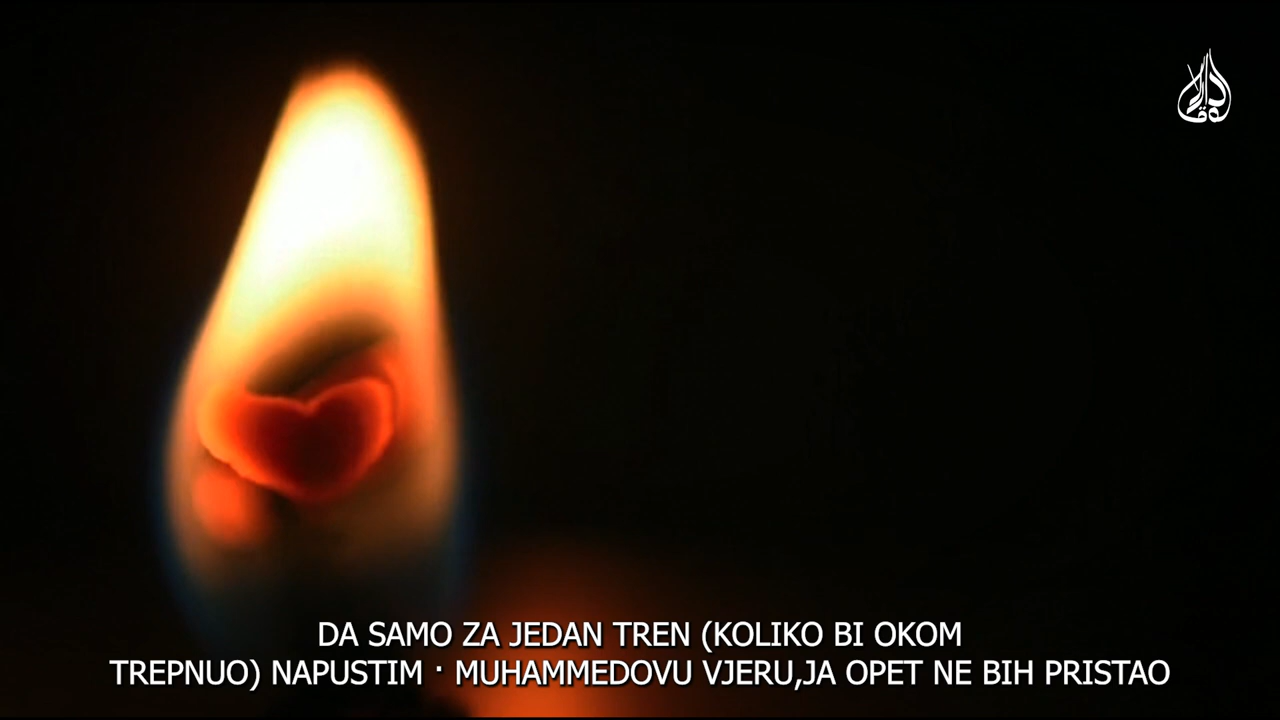 DA SAMO ZA JEDAN TREN (KOLIKO BI OKOM
TREPNUO) NAPUSTIM · MUHAMMEDOVU VJERU,JA OPET NE BIH PRISTAO